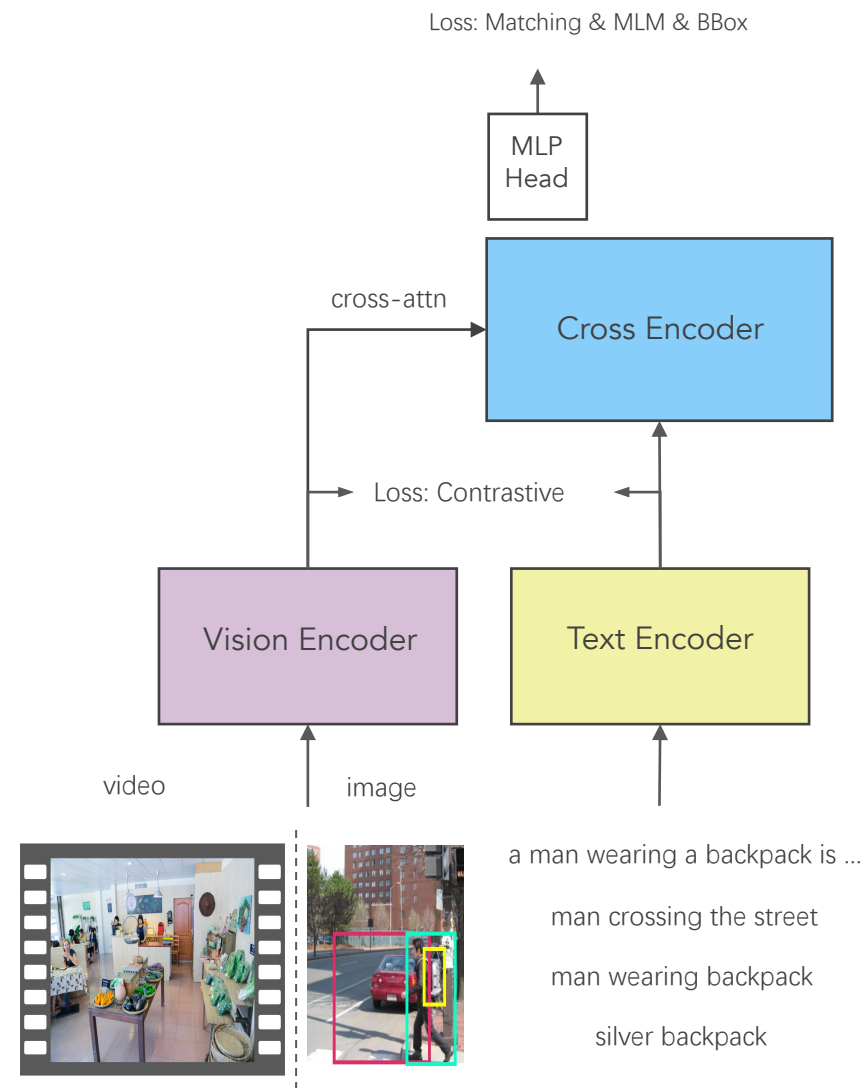 Loss: Matching & MLM & BBox
MLP
Head
cross-attn
Cross Encoder
Loss: Contrastive
Vision Encoder
Text Encoder
video
image
a man wearing a backpack is ...
man crossing the street
man wearing backpack
silver backpack